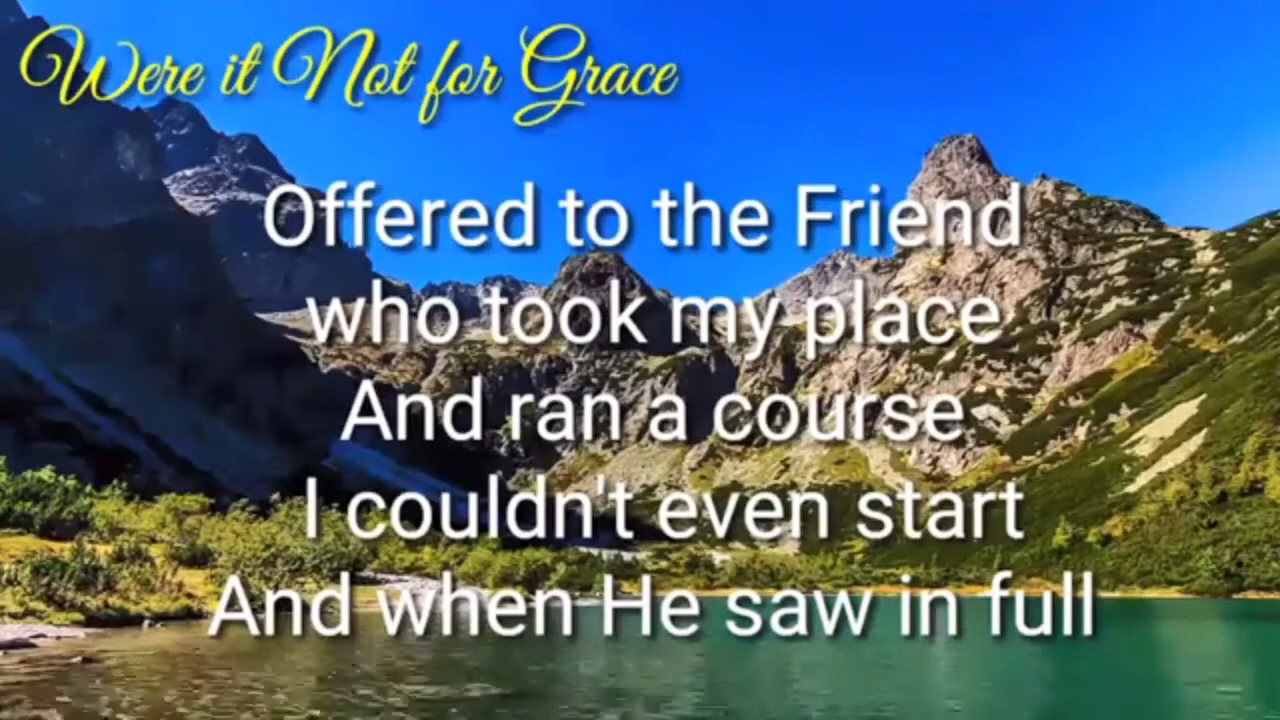 Were it Not for Grace
Offered to the Friend
who took my place
And ran a course
I couldn't even start
And when He saw in full